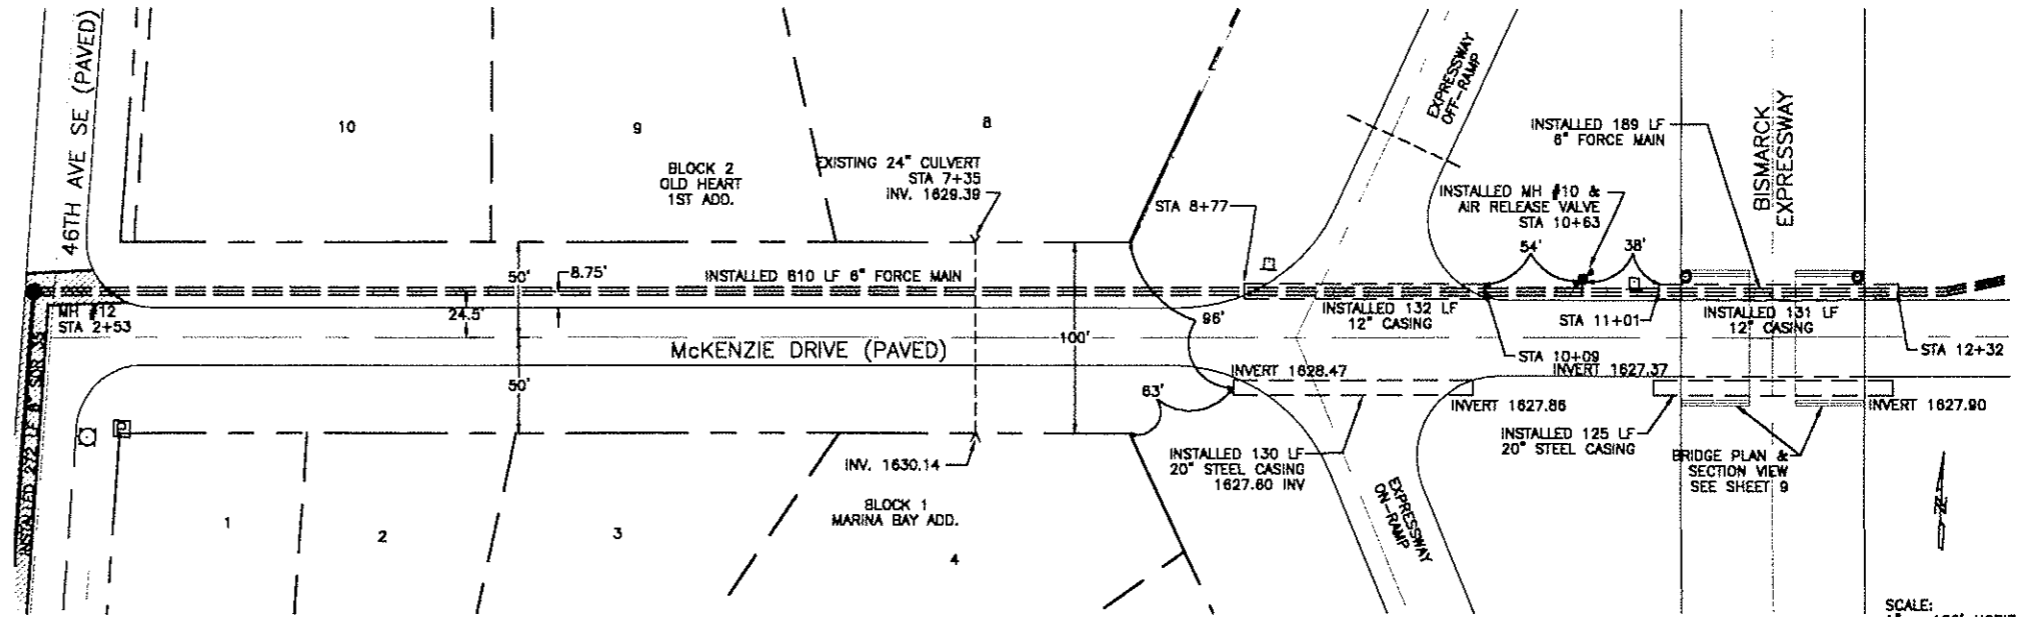 46TH AVE SE (PAVED)
10
9
8
BLOCK 2
OLD HEART
1ST ADD.
EXISTING 24" CULVERT
STA 7+35
INV. 1629.39
STA 8+77
EXPRESSWAY
OFF-RAMP
INSTALLED 189 LF
6" FORCE MAIN
BISMARCK
EXPRESSWAY
INSTALLED MH #10 &
AIR RELEASE VALVE
STA 10+63
54'
38'
50'
8.75'
INSTALLED 810 LF 6" FORCE MAIN
MH #12
STA 2+53
24.5'
96'
INSTALLED 132 LF
12" CASING
STA 11+01
INSTALLED 131 LF
12" CASING
100'
McKENZIE DRIVE (PAVED)
STA 10+09
STA 12+32
INVERT 1628.47
INVERT 1627.37
50'
63'
INVERT 1627.86
INVERT 1627.90
INSTALLED 272 LF 8" SDR 35
INV. 1630.14
INSTALLED 130 LF
20" STEEL CASING
1627.60 INV
INSTALLED 125 LF
20" STEEL CASING
BRIDGE PLAN &
SECTION VIEW
SEE SHEET 9
BLOCK 1
MARINA BAY ADD.
EXPRESSWAY
ON-RAMP
1
2
3
4
N
SCALE: